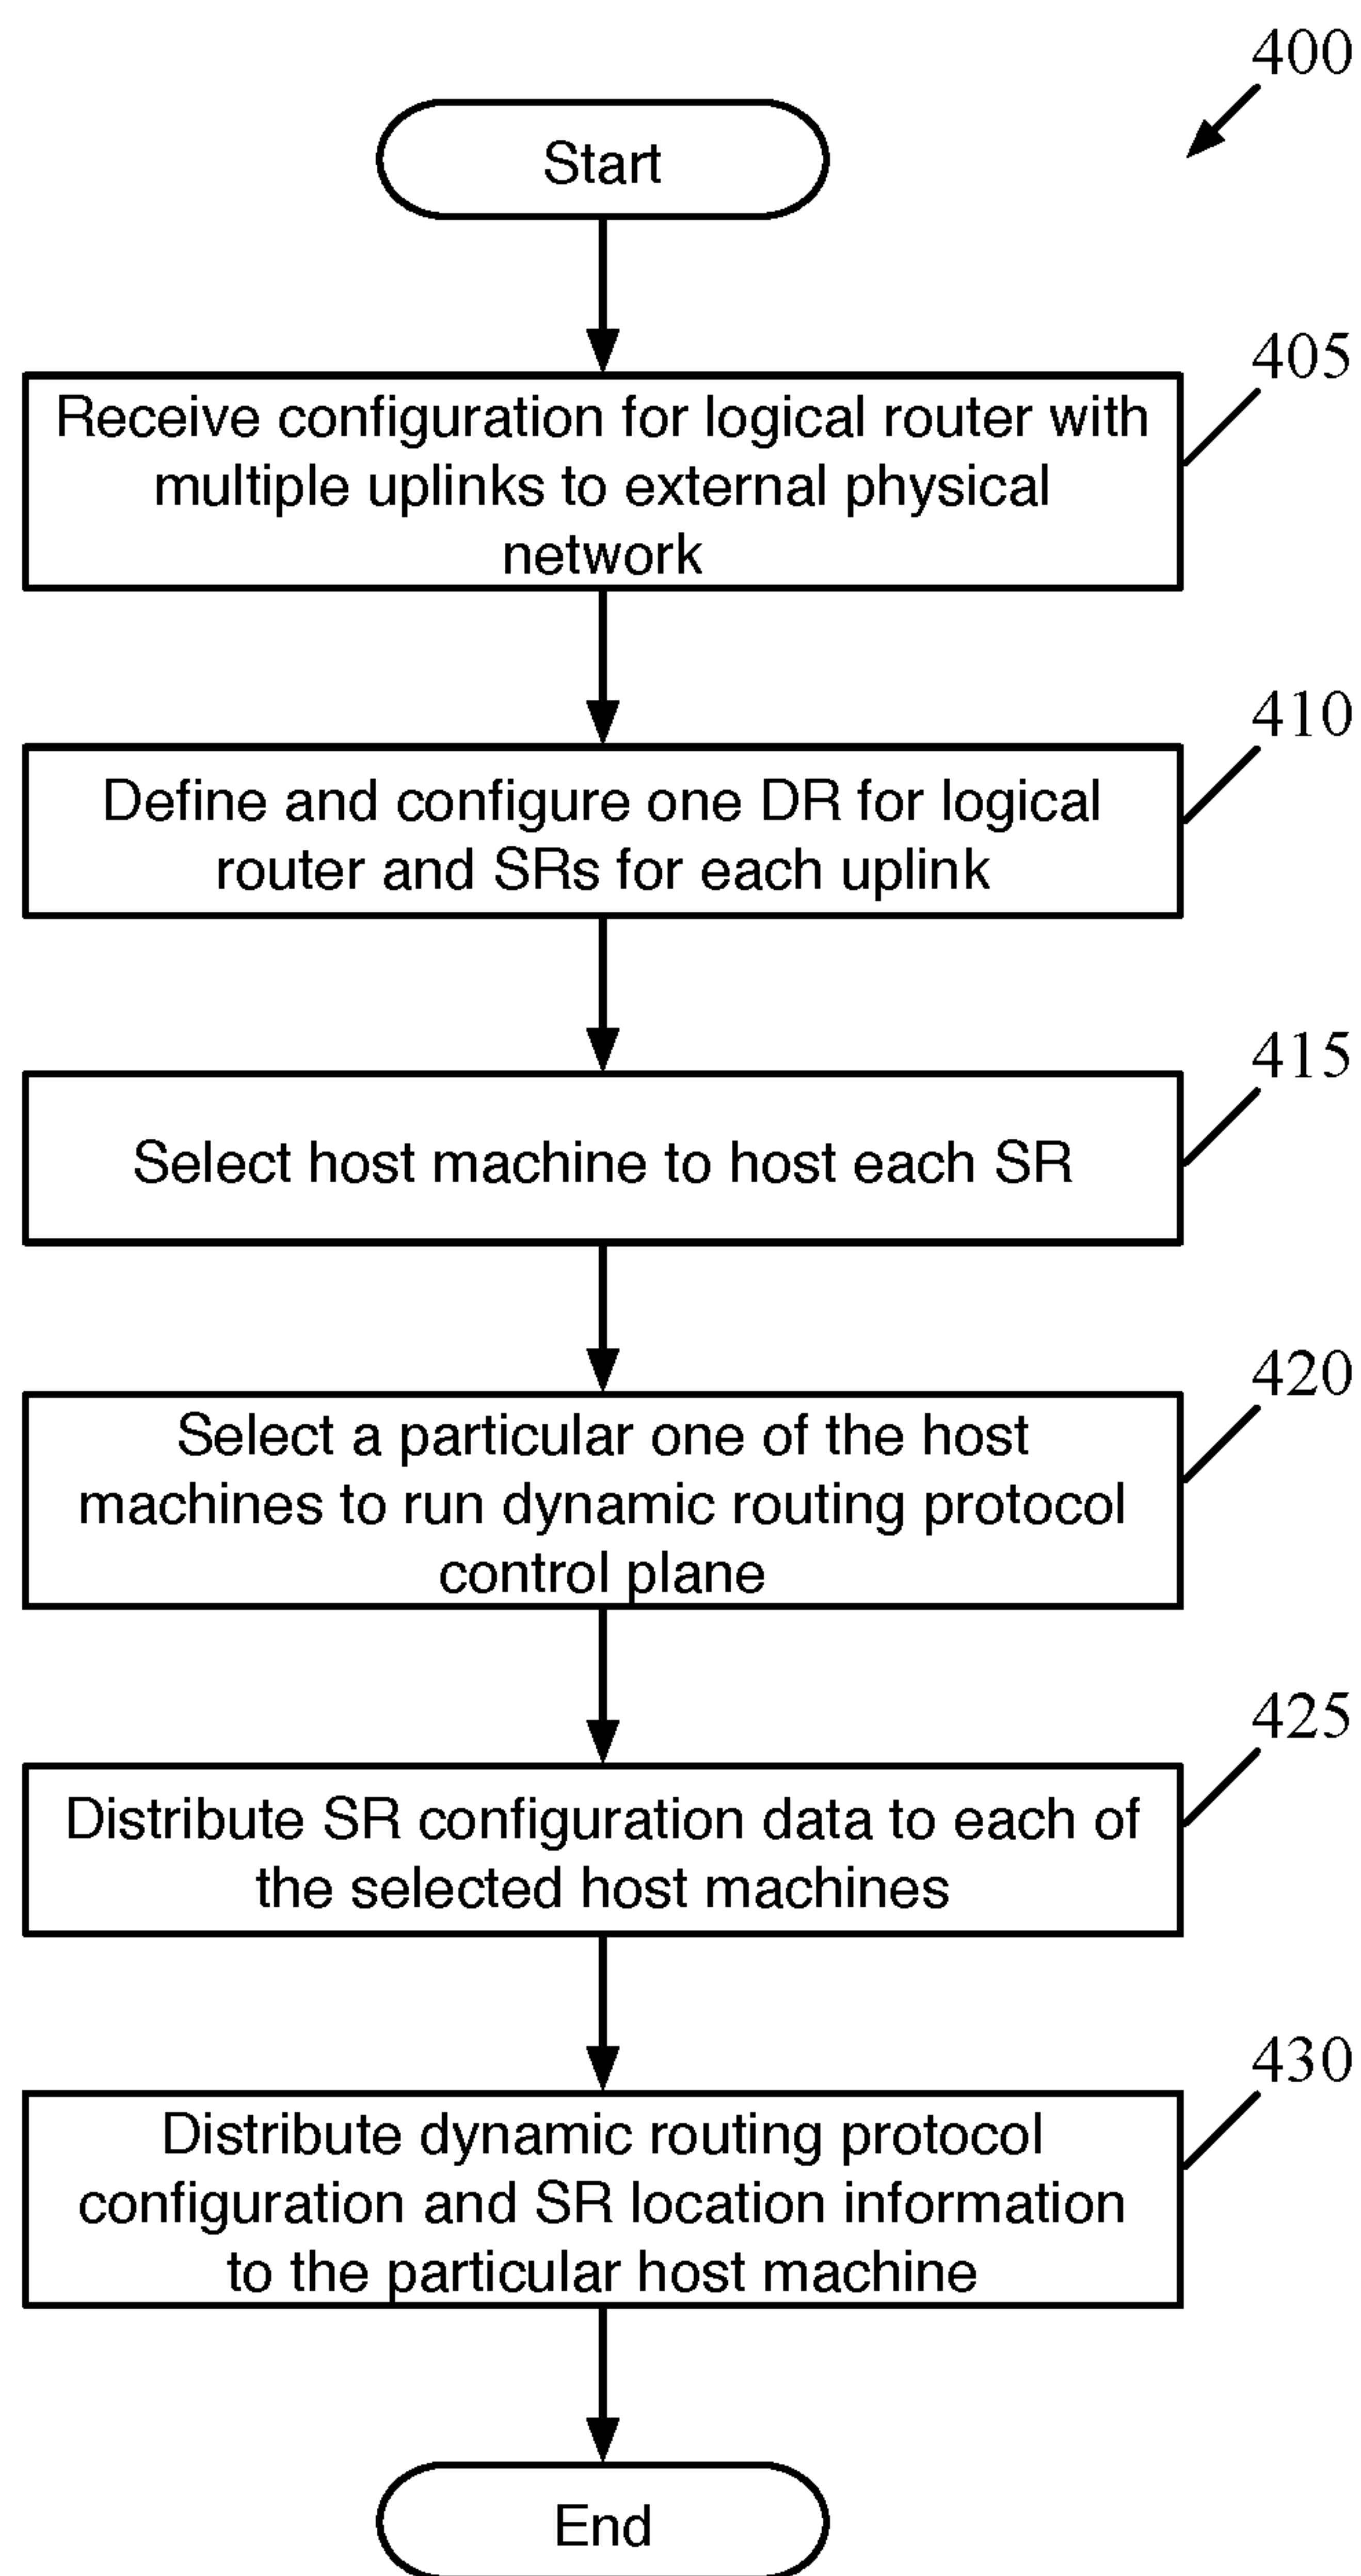 400
Start
405
Receive configuration for logical router with
multiple uplinks to external physical
network
410
Define and configure one DR for logical
router and SRs for each uplink
415
Select host machine to host each SR
420
Select a particular one of the host
machines to run dynamic routing protocol
control plane
425
Distribute SR configuration data to each of
the selected host machines
430
Distribute dynamic routing protocol
configuration and SR location information
to the particular host machine
End